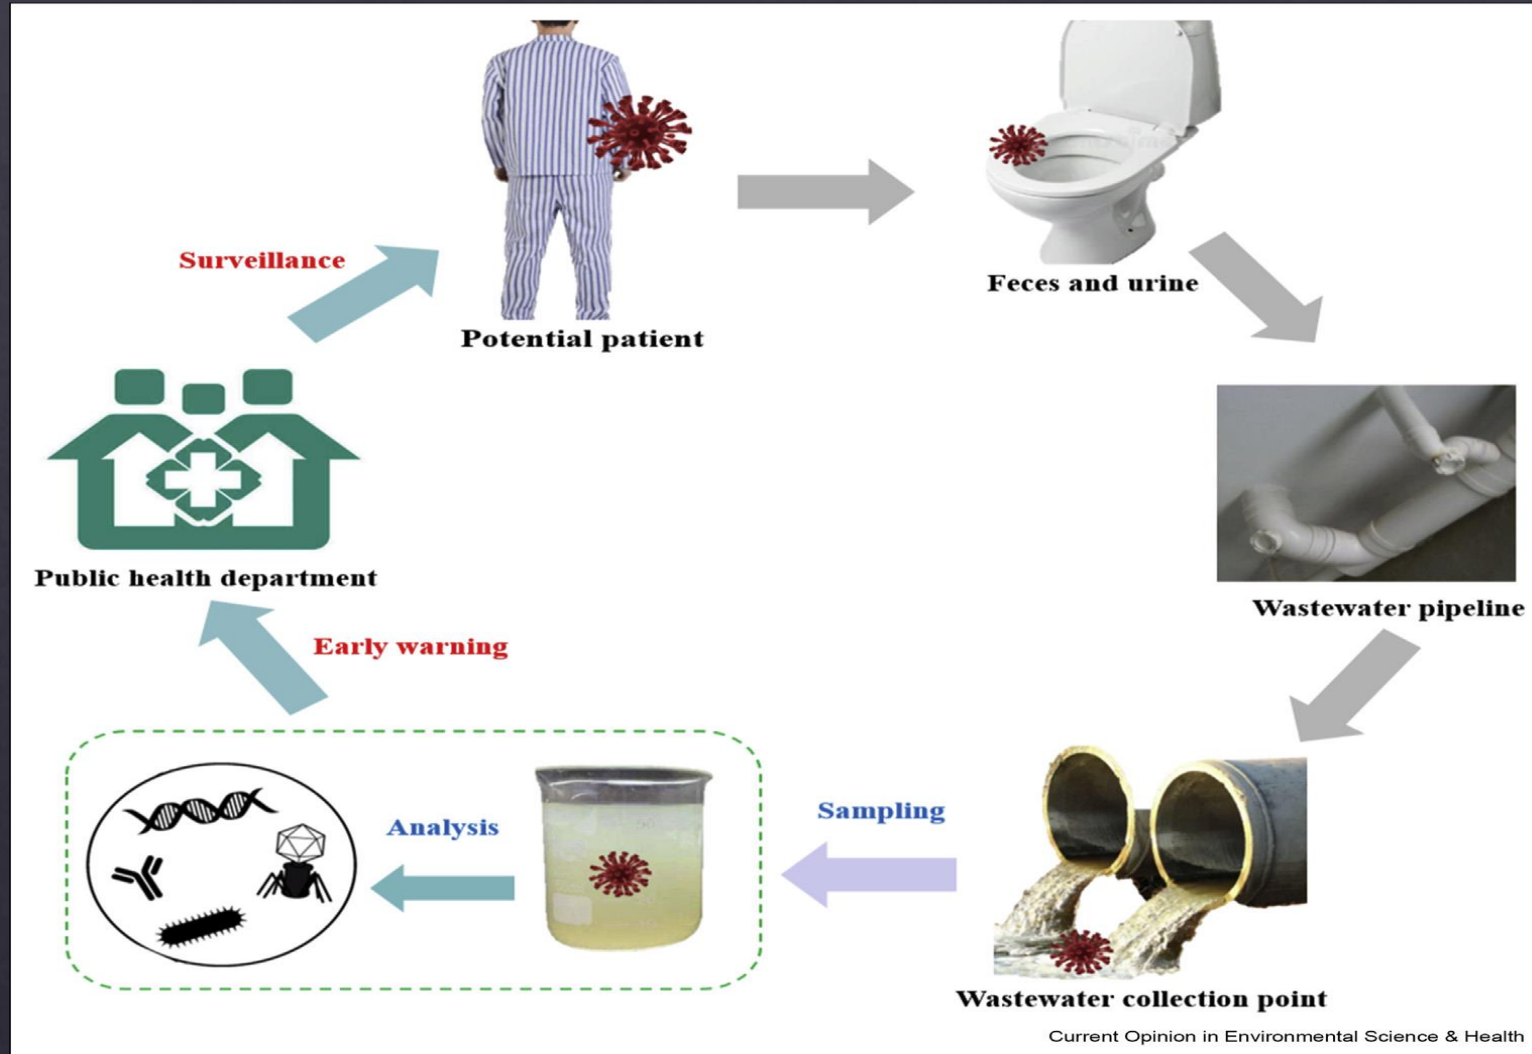 Potential patient
Feces and urine
Wastewater pipeline
Wastewater collection point
Sampling
Analysis
Early warning
Public health department
Surveillance
Current Opinion in Environmental Science & Health